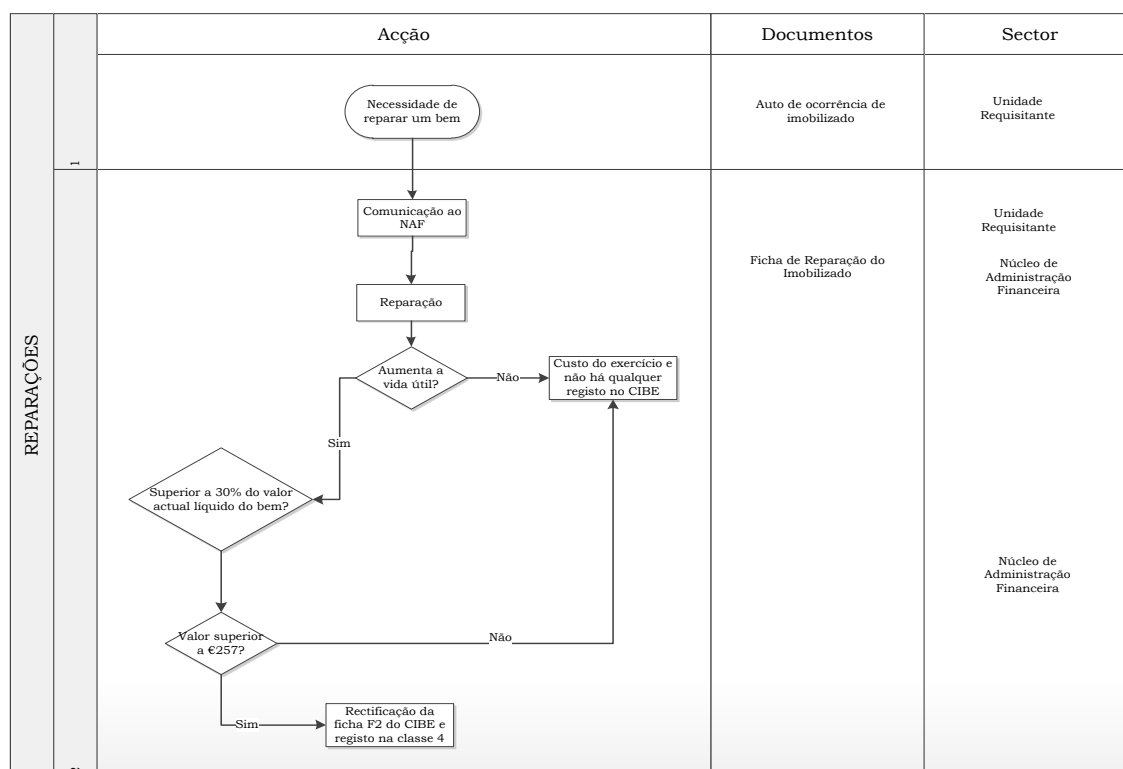 Acção
Documentos
Sector
REPARAÇÕES
1
Necessidade de
reparar um bem
Auto de ocorrência de
imobilizado
Unidade
Requisitante
Comunicação ao
NAF
Unidade
Requisitante
Ficha de Reparação do
Imobilizado
Núcleo de
Administração
Financeira
Reparação
Aumenta a
vida útil?
Não
Custo do exercício e
não há qualquer
registo no CIBE
Sim
Superior a 30% do valor
actual líquido do bem?
Núcleo de
Administração
Financeira
Valor superior
a €257?
Não
Sim
Rectificação da
ficha F2 do CIBE e
registo na classe 4